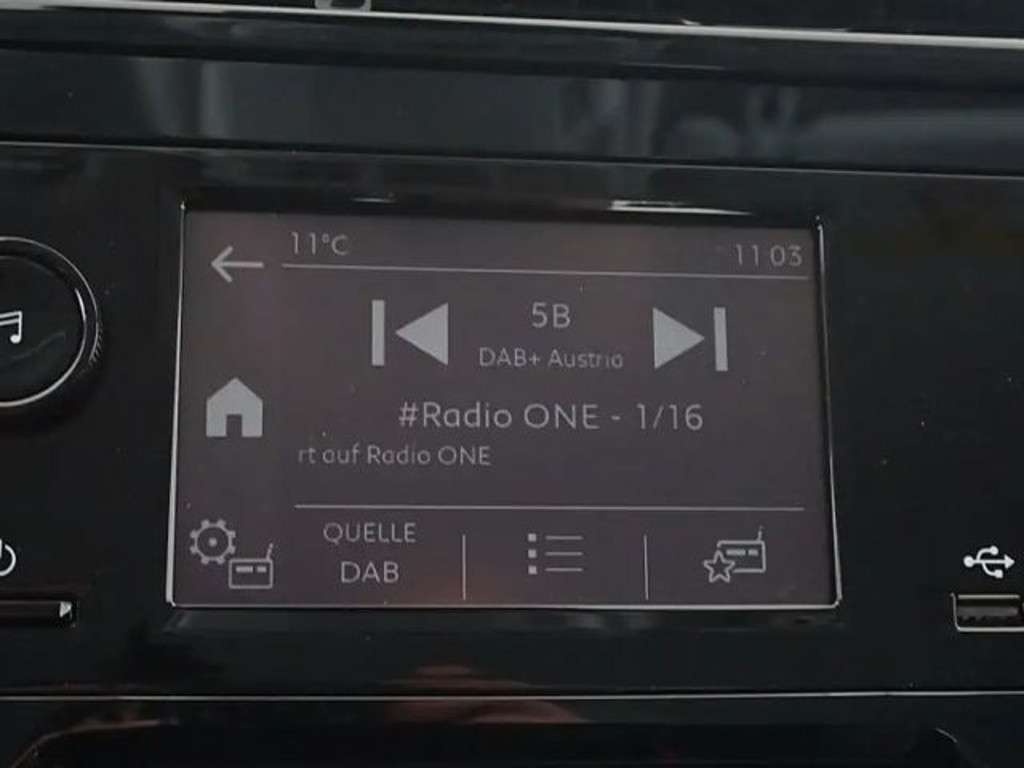 11°C
11:03
5B
DAB+ Austria
#Radio ONE - 1/16
rt auf Radio ONE
QUELLE
DAB